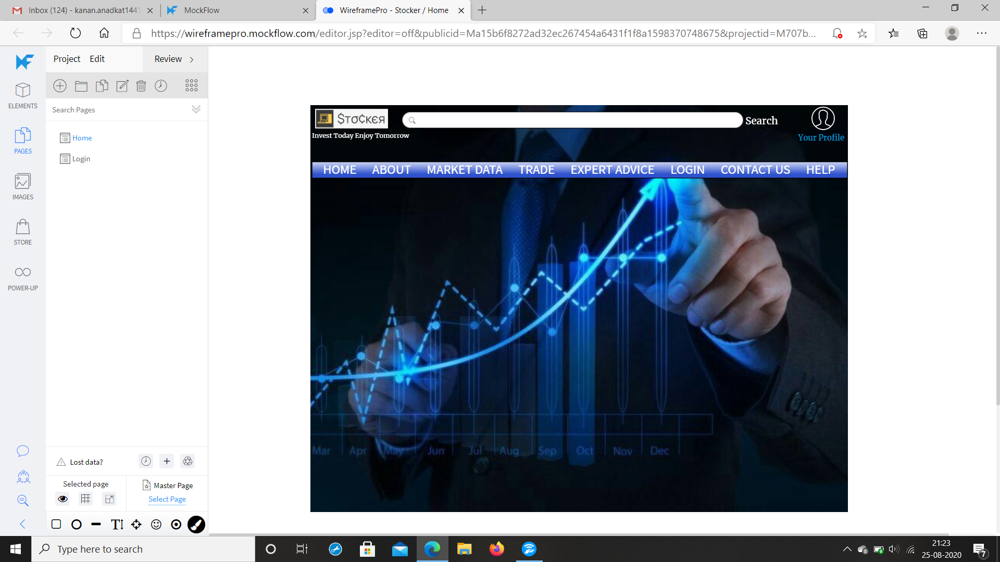 Inbox (124) - kanan.anadkat1441
MockFlow
WireframePro - Stocker / Home
https://wireframepro.mockflow.com/editor.jsp?editor=off&publicid=Ma15b6f8272ad32ec267454a6431f1f8a1598370748675&projectid=M707b...
Project Edit Review
ELEMENTS
Search Pages
PAGES
Home
Login
IMAGES
STORE
POWER-UP
$TO₵KЄЯ
Search
Invest Today Enjoy Tomorrow
Your Profile
HOME ABOUT MARKET DATA TRADE EXPERT ADVICE LOGIN CONTACT US HELP
Mar Apr May Jun Jul Aug Sep Oct Nov Dec
Lost data?
Selected page
Master Page
Select Page
Type here to search
21:23
25-08-2020
7